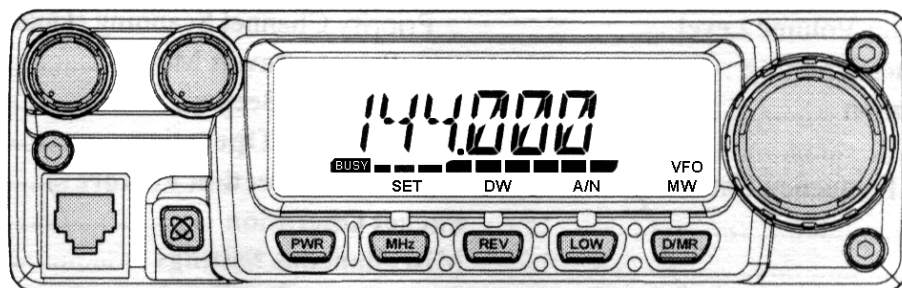 144.000
BUSY
VFO
SET DW A/N MW
PWR MHz REV LOW D/MR